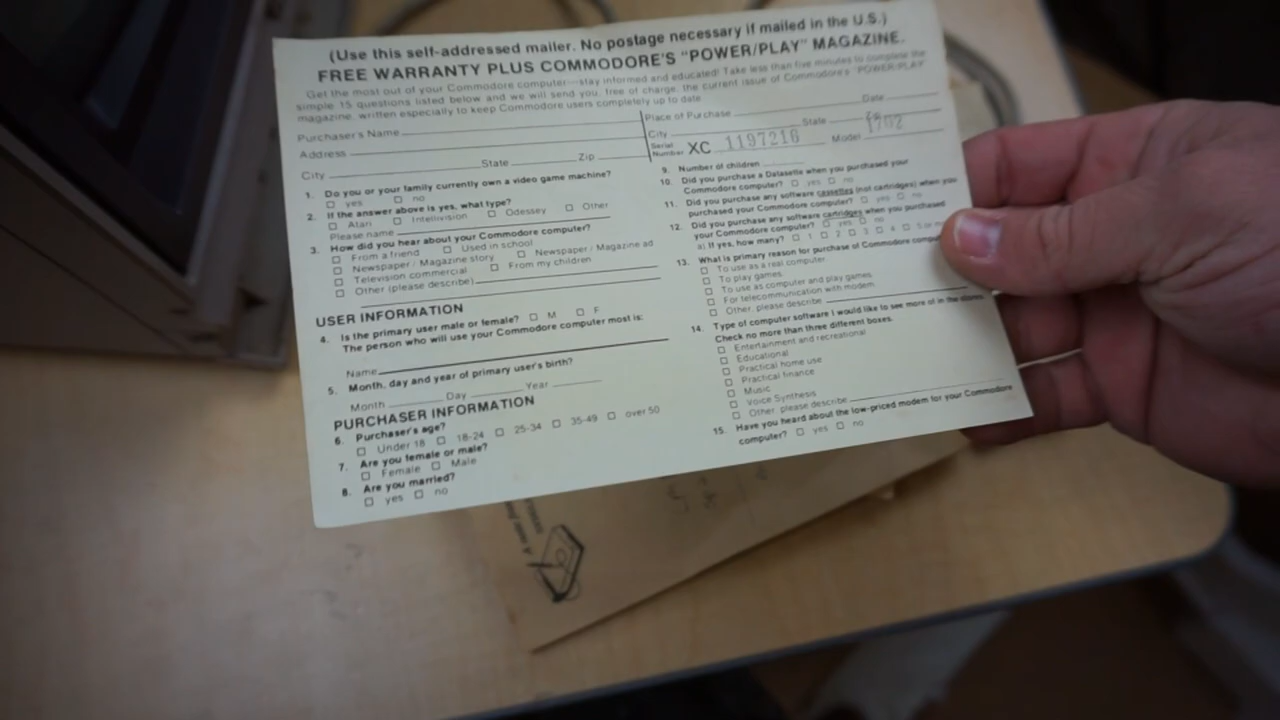 (Use this self-addressed mailer. No postage necessary if mailed in the U.S.)
FREE WARRANTY PLUS COMMODORE'S "POWER/PLAY" MAGAZINE.
Get the most out of your Commodore computer—stay informed and educated! Take less than five minutes to complete the
simple 15 questions listed below and we will send you, free of charge, the current issue of Commodore's "POWER/PLAY"
magazine, written especially to keep Commodore users completely up to date.
Purchaser's Name
Address
City State Zip
Place of Purchase Date
City State Zip
Serial Number XC 1197216 Model 1702
1. Do you or your family currently own a video game machine?
□ yes □ no
2. If the answer above is yes, what type?
□ Atari □ Intellivision □ Odessey □ Other
Please name
3. How did you hear about your Commodore computer?
□ From a friend □ Used in school
□ Newspaper / Magazine story □ Newspaper / Magazine ad
□ Television commercial □ From my children
□ Other (please describe)
USER INFORMATION
4. Is the primary user male or female? □ M □ F
The person who will use your Commodore computer most is:
Name
5. Month, day and year of primary user's birth?
Month Day Year
PURCHASER INFORMATION
6. Purchaser's age?
□ Under 18 □ 18-24 □ 25-34 □ 35-49 □ over 50
7. Are you female or male?
□ Female □ Male
8. Are you married?
□ yes □ no
9. Number of children
10. Did you purchase a Datasette when you purchased your
Commodore computer? □ yes □ no
11. Did you purchase any software cassettes (not cartridges) when you
purchased your Commodore computer? □ yes □ no
12. Did you purchase any software cartridges when you purchased
your Commodore computer? □ yes □ no
a) If yes, how many? □ 1 □ 2 □ 3 □ 4 □ 5 or
13. What is primary reason for purchase of Commodore
□ To use as a real computer
□ To play games
□ To use as computer and play games
□ For telecommunication with modem
□ Other, please describe
14. Type of computer software I would like to see more of in the stores
Check no more than three different boxes.
□ Entertainment and recreational
□ Educational
□ Practical home use
□ Practical finance
□ Music
□ Voice Synthesis
□ Other, please describe
15. Have you heard about the low-priced modem for your Commodore
computer? □ yes □ no